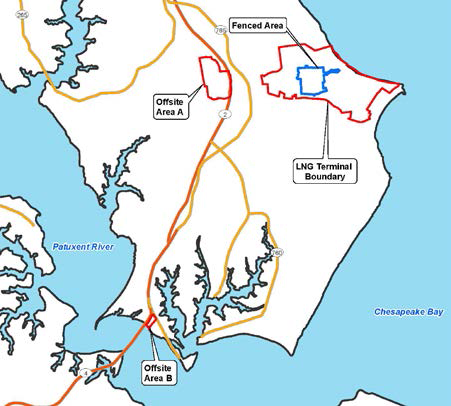 265
765
Fenced Area
Offsite
Area A
2
LNG Terminal
Boundary
760
Patuxent River
Chesapeake Bay
Offsite
Area B
4